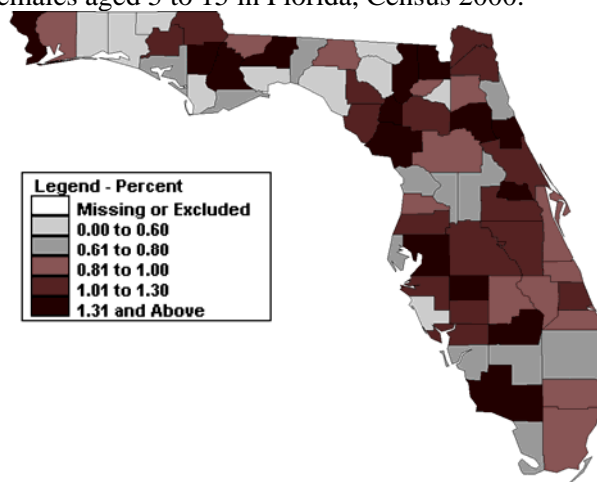 emales aged 5 to 15 in Florida, Census 2000.
Legend - Percent
Missing or Excluded
0.00 to 0.60
0.61 to 0.80
0.81 to 1.00
1.01 to 1.30
1.31 and Above